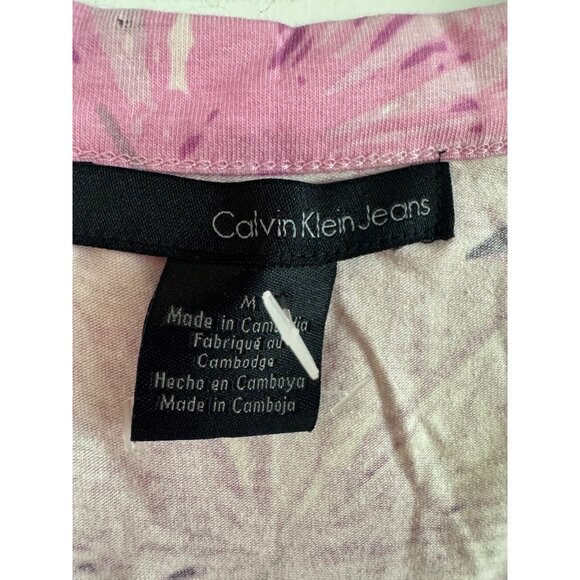 Calvin Klein Jeans
M
Made in Cambodia
Fabriqué au
Cambodge
Hecho en Camboya
Made in Camboja